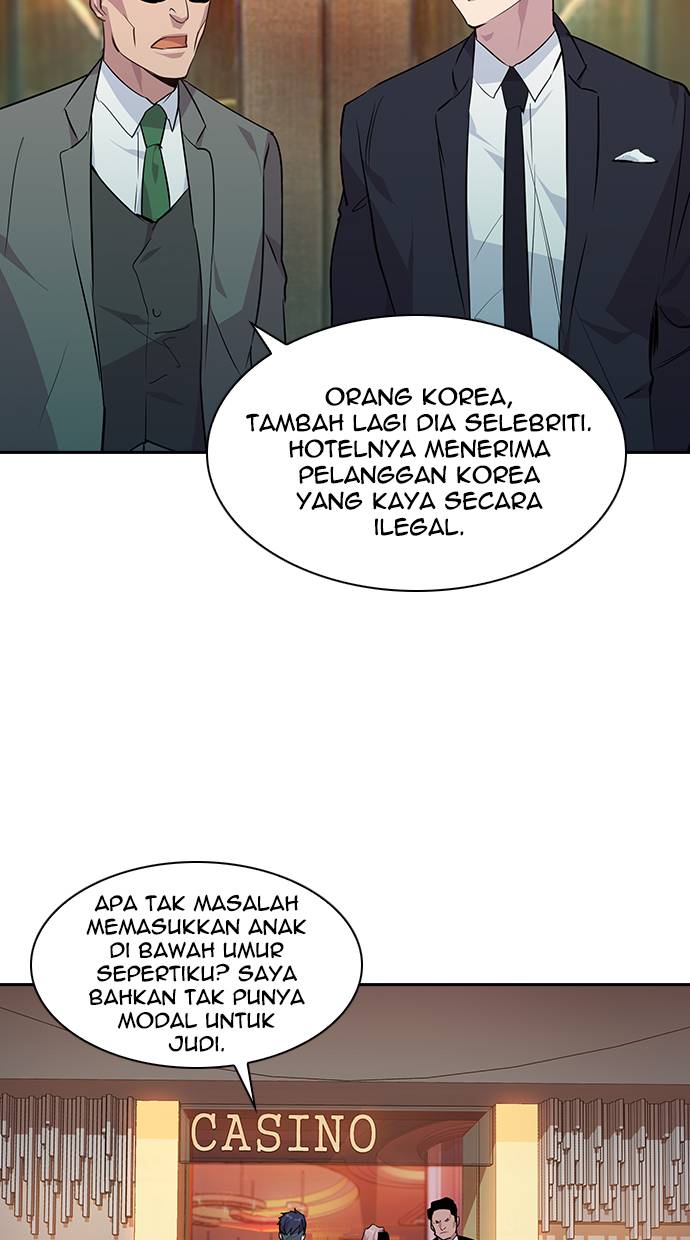 ORANG KOREA,
TAMBAH LAGI DIA SELEBRITI.
HOTELNYA MENERIMA
PELANGGAN KOREA
YANG KAYA SECARA
ILEGAL.
APA TAK MASALAH
MEMASUKKAN ANAK
DI BAWAH UMUR
SEPERTIKU? SAYA
BAHKAN TAK PUNYA
MODAL UNTUK
JUDI.
CASINO